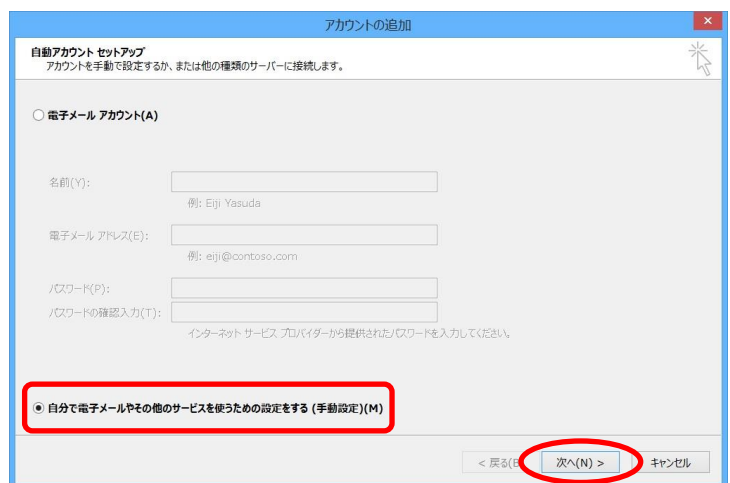 アカウントの追加
自動アカウント セットアップ
アカウントを手動で設定するか、または他の種類のサーバーに接続します。
電子メール アカウント(A)
名前(Y):
例: Eiji Yasuda
電子メール アドレス(E):
例: eiji@contoso.com
パスワード(P):
パスワードの確認入力(T):
インターネット サービス プロバイダーから提供されたパスワードを入力してください。
自分で電子メールやその他のサービスを使うための設定をする (手動設定)(M)
< 戻る(B 次へ(N) > キャンセル